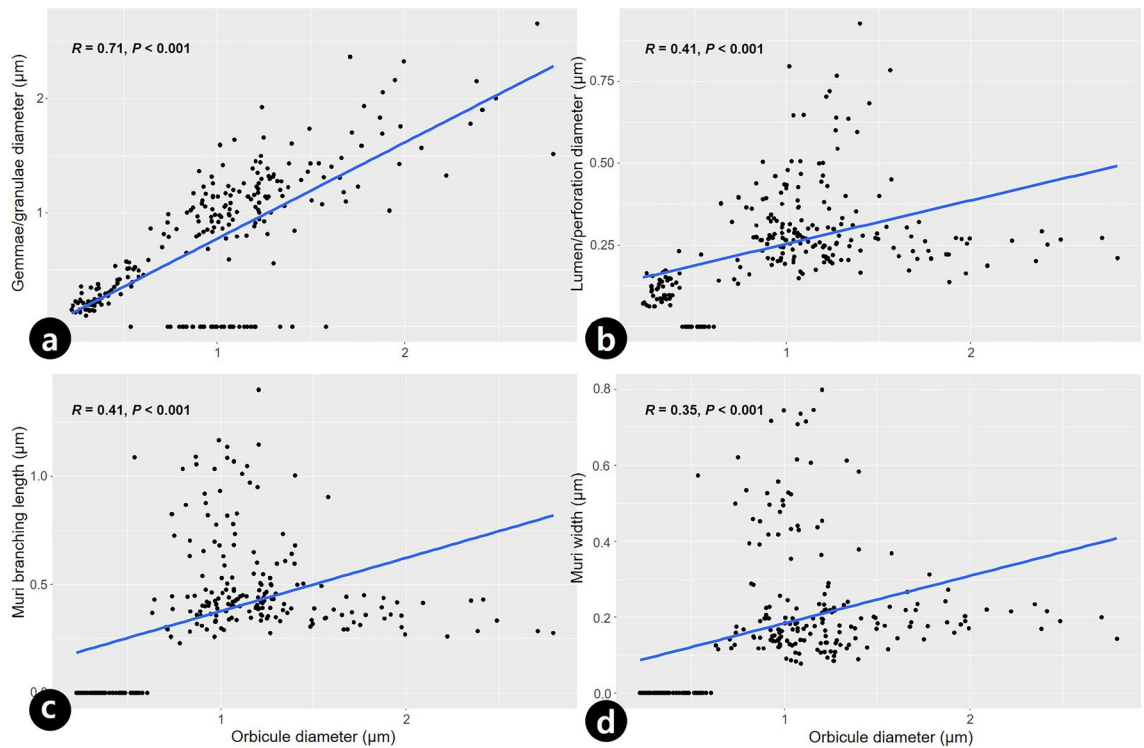 R = 0.71, P < 0.001
Gemmae/granulae diameter (μm)
2
1
1
2
a
R = 0.41, P < 0.001
Lumen/perforation diameter (μm)
0.75
0.50
0.25
1
2
b
R = 0.41, P < 0.001
Muri branching length (μm)
1.0
0.5
0.0
1
2
Orbicule diameter (μm)
c
R = 0.35, P < 0.001
Muri width (μm)
0.8
0.6
0.4
0.2
0.0
1
2
Orbicule diameter (μm)
d